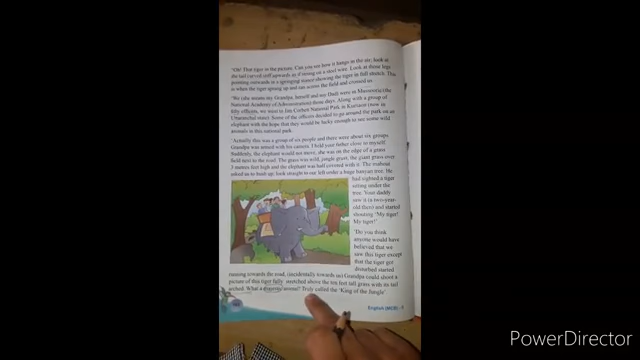 "Oh! That tiger in the picture. Can you see how it hangs in the air; look at
the tail curved stiff upwards as if strung on a steel wire. Look at those legs
pointing outwards in a springing stance showing the tiger in full stretch. This
is when the tiger sprang up and ran across the field and crossed us.
'We (she means my Grandpa, herself and my Dad) were in Mussoorie (the
National Academy of Administration) those days. Along with a group of
fifty officers, we went to Jim Corbett National Park, in Kumaon (now in
Uttaranchal state). Some of the officers decided to go around the park on an
elephant with the hope that they would be lucky enough to see some wild
animals in this national park.
'Actually this was a group of six people and there were about six groups.
Grandpa was armed with his camera. I held your father close to myself.
Suddenly, the elephant would not move, she was on the edge of a grass
field next to the road. The grass was wild, jungle grass, the giant grass over
3 metres feet high and the elephant was half covered with it. The mahout
asked us to hush up, look straight to our left under a huge banyan tree. He
had sighted a tiger
sitting under the
tree. Your daddy
saw it (a two-year-
old then) and started
shouting 'My tiger!
My tiger!'
'Do you think
anyone would have
believed that we
saw this tiger except
that the tiger got
disturbed started
running towards the road, (incidentally towards us) Grandpa could shoot a
picture of this tiger fully stretched above the ten feet tall grass with its tail
arched. What a majestic animal! Truly called the 'King of the Jungle'
English (MCB) - 6
PowerDirector